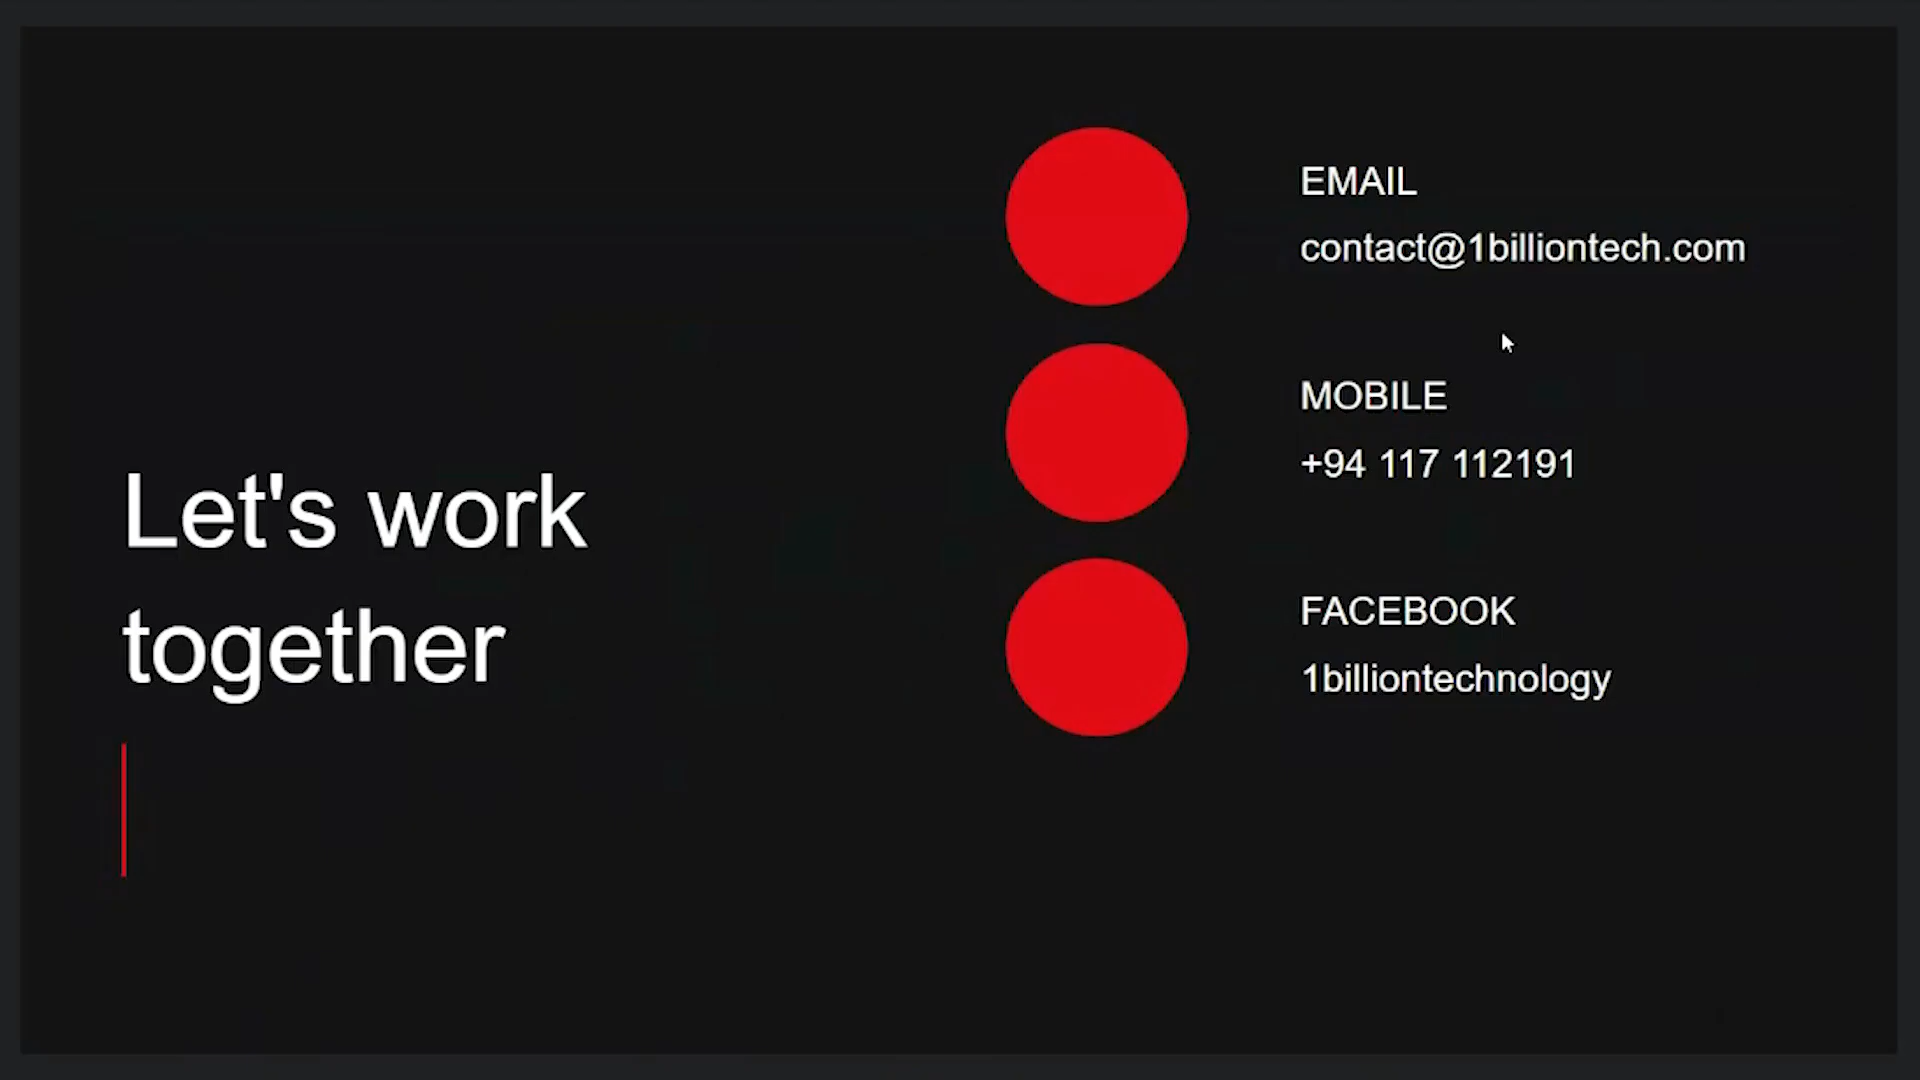 Let's work
together
EMAIL
contact@1billiontech.com
MOBILE
+94 117 112191
FACEBOOK
1billiontechnology